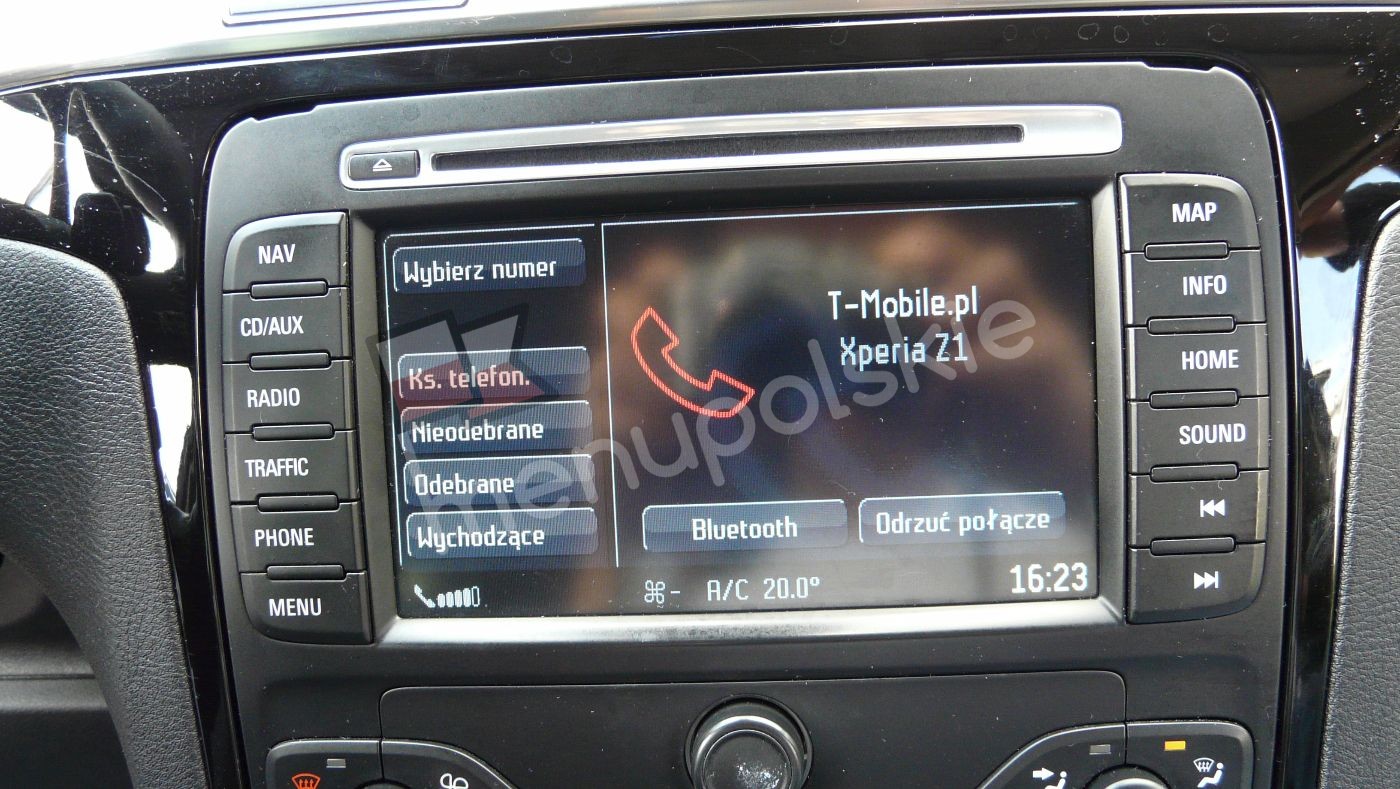 NAV
CD/AUX
RADIO
TRAFFIC
PHONE
MENU
Wybierz numer
Ks. telefon.
Nieodebrane
Odebrane
Wychodzące
T-Mobile.pl
Xperia Z1
Bluetooth
Odrzuć połącze
A/C 20.0°
16:23
MAP
INFO
HOME
SOUND
menupolskie